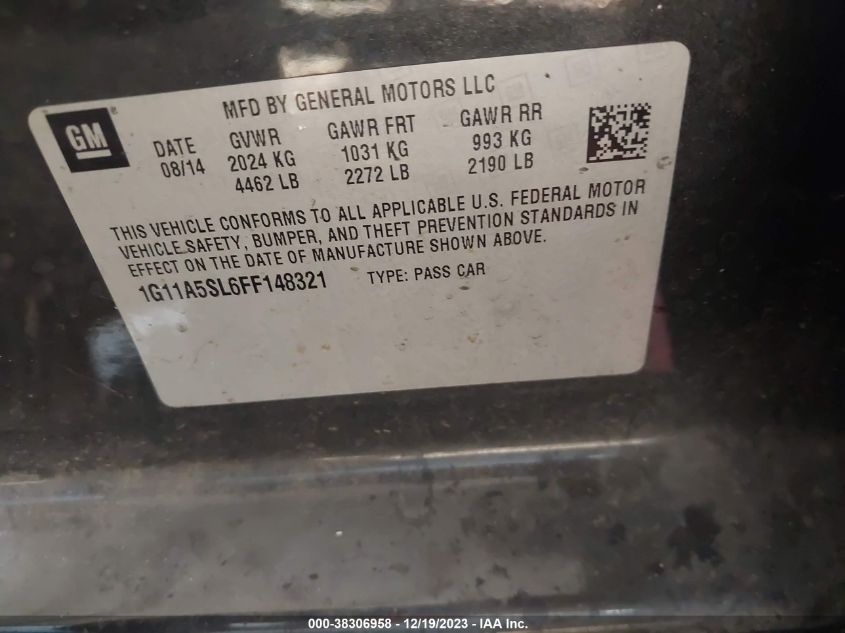 MFD BY GENERAL MOTORS LLC
GM
DATE GVWR GAWR FRT GAWR RR
08/14 2024 KG 1031 KG 993 KG
4462 LB 2272 LB 2190 LB
THIS VEHICLE CONFORMS TO ALL APPLICABLE U.S. FEDERAL MOTOR
VEHICLE SAFETY, BUMPER, AND THEFT PREVENTION STANDARDS IN
EFFECT ON THE DATE OF MANUFACTURE SHOWN ABOVE.
1G11A5SL6FF148321 TYPE: PASS CAR
000-38306958 - 12/19/2023 - IAA Inc.